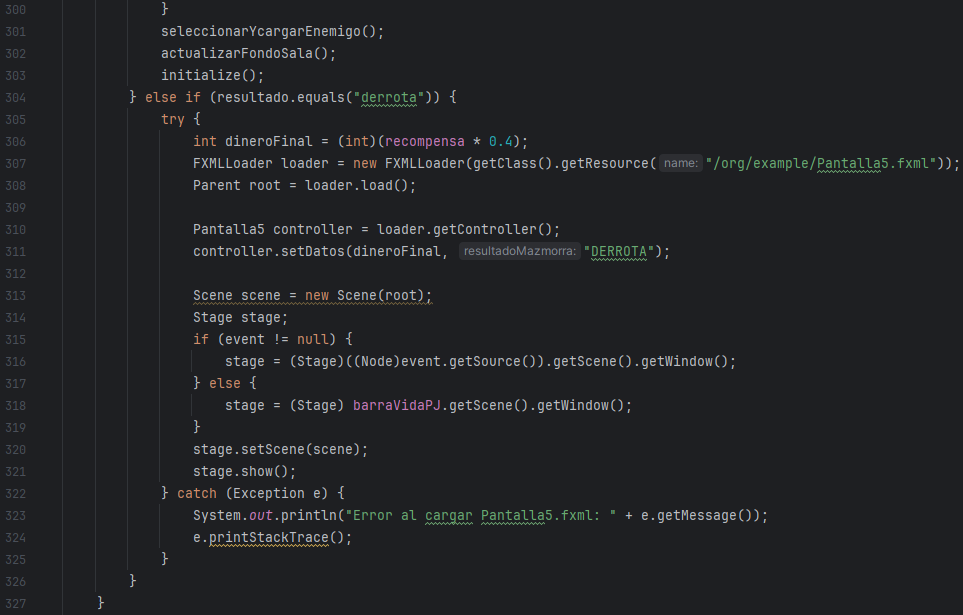 300 }
301 seleccionarYcargarEnemigo();
302 actualizarFondoSala();
303 initialize();
304 } else if (resultado.equals("derrota")) {
305 try {
306 int dineroFinal = (int)(recompensa * 0.4);
307 FXMLLoader loader = new FXMLLoader(getClass().getResource( name: "/org/example/Pantalla5.fxml"));
308 Parent root = loader.load();
309
310 Pantalla5 controller = loader.getController();
311 controller.setDatos(dineroFinal, resultadoMazmorra: "DERROTA");
312
313 Scene scene = new Scene(root);
314 Stage stage;
315 if (event != null) {
316 stage = (Stage)((Node)event.getSource()).getScene().getWindow();
317 } else {
318 stage = (Stage) barraVidaPJ.getScene().getWindow();
319 }
320 stage.setScene(scene);
321 stage.show();
322 } catch (Exception e) {
323 System.out.println("Error al cargar Pantalla5.fxml: " + e.getMessage());
324 e.printStackTrace();
325 }
326 }
327 }